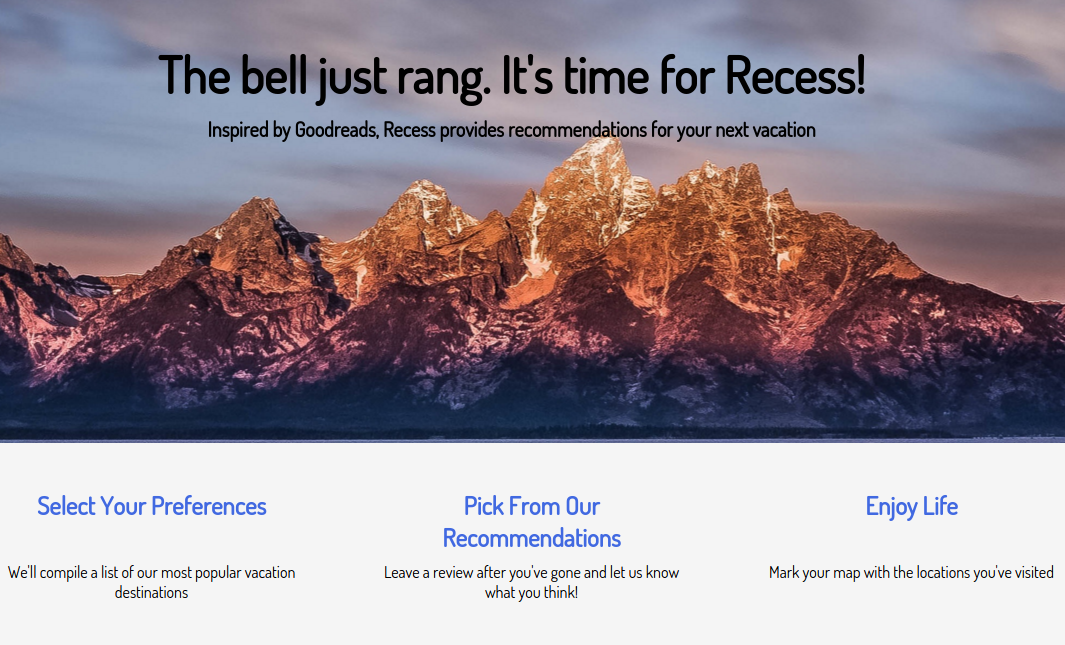 The bell just rang. It's time for Recess!
Inspired by Goodreads, Recess provides recommendations for your next vacation
Select Your Preferences
We'll compile a list of our most popular vacation
destinations
Pick From Our
Recommendations
Leave a review after you've gone and let us know
what you think!
Enjoy Life
Mark your map with the locations you've visited